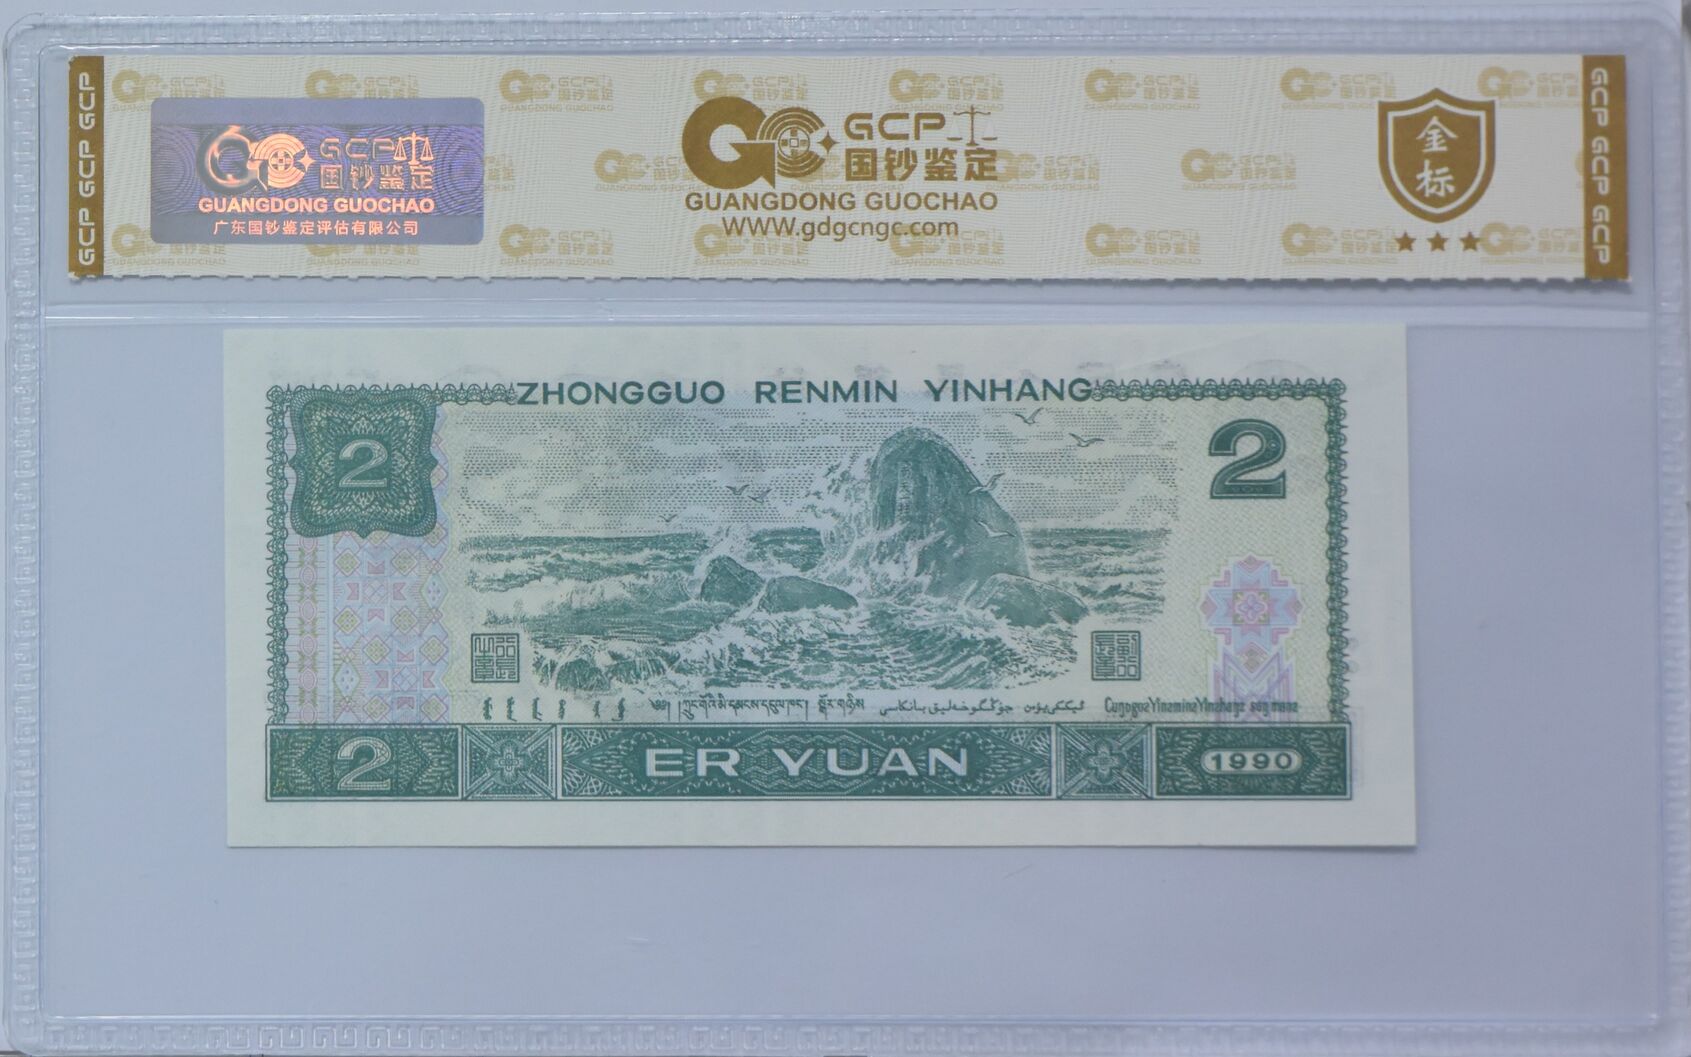 GCP GCP GCP
GCP
国钞鉴定
GUANGDONG GUOCHAO
广东国钞鉴定评估有限公司
GCP
国钞鉴定
GUANGDONG GUOCHAO
WWW.gdgcngc.com
金
标
GCP GCP GCP
ZHONGGUO RENMIN YINHANG
2
2
2
ER YUAN
1990